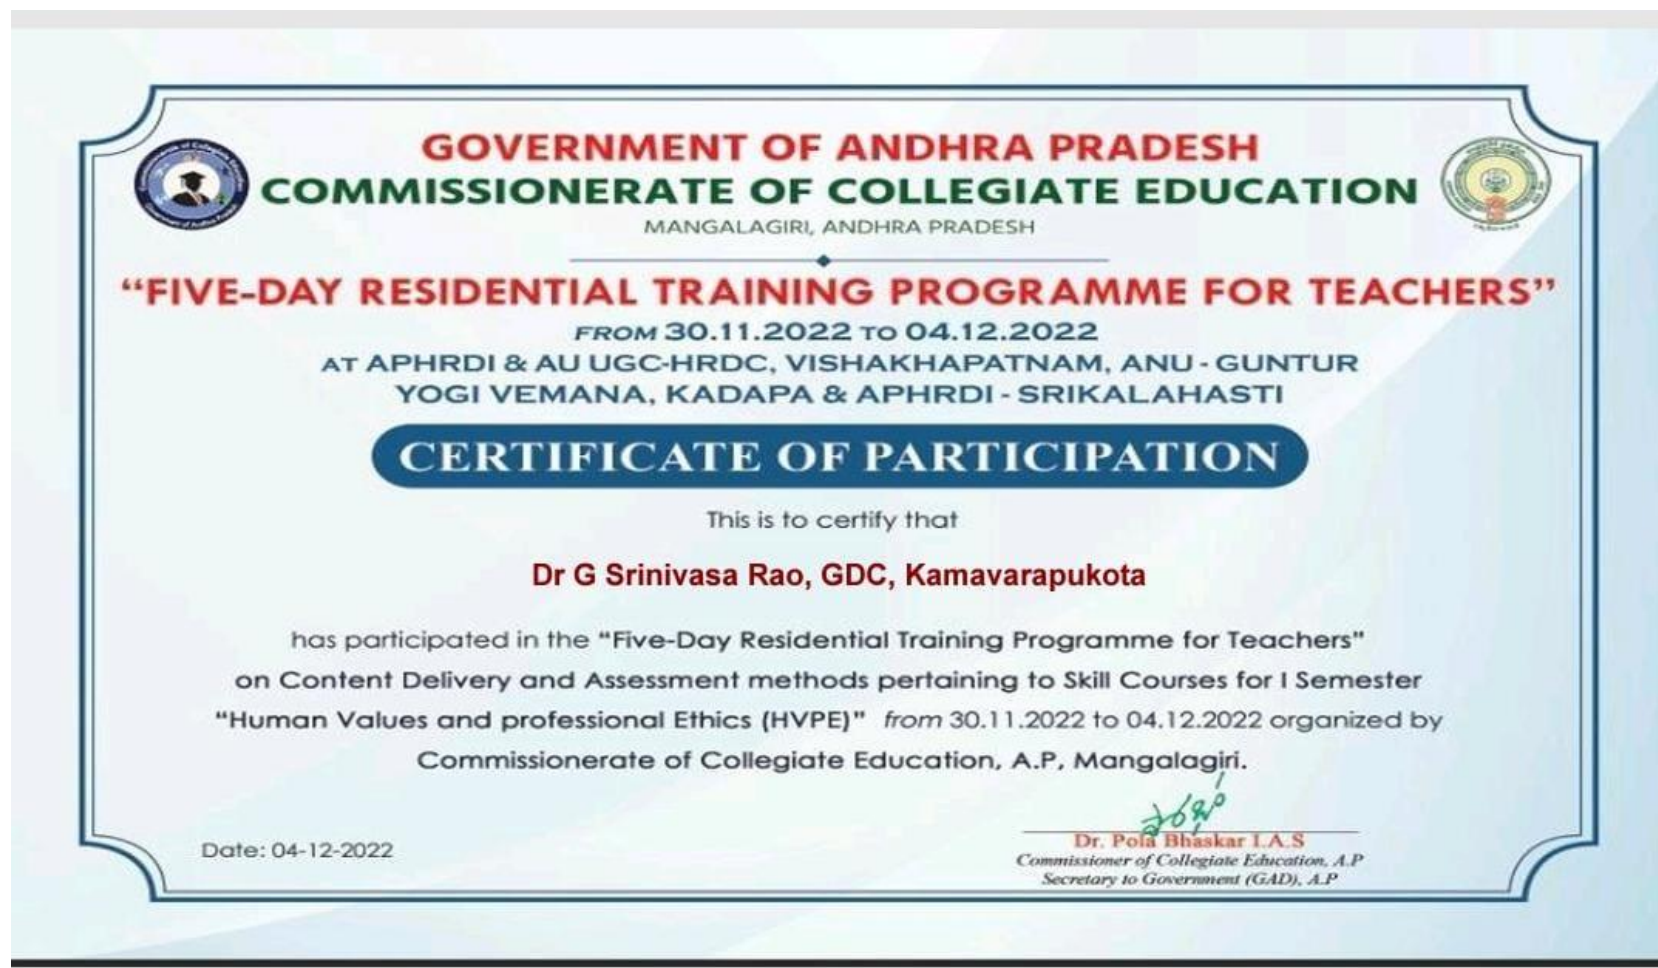 GOVERNMENT OF ANDHRA PRADESH
COMMISSIONERATE OF COLLEGIATE EDUCATION
MANGALAGIRI, ANDHRA PRADESH
“FIVE-DAY RESIDENTIAL TRAINING PROGRAMME FOR TEACHERS”
FROM 30.11.2022 TO 04.12.2022
AT APHRDI & AU UGC-HRDC, VISHAKHAPATNAM, ANU - GUNTUR
YOGI VEMANA, KADAPA & APHRDI - SRIKALAHASTI
CERTIFICATE OF PARTICIPATION
This is to certify that
Dr G Srinivasa Rao, GDC, Kamavarapukota
has participated in the “Five-Day Residential Training Programme for Teachers”
on Content Delivery and Assessment methods pertaining to Skill Courses for I Semester
“Human Values and professional Ethics (HVPE)” from 30.11.2022 to 04.12.2022 organized by
Commissionerate of Collegiate Education, A.P, Mangalagiri.
Date: 04-12-2022
Dr. Pola Bhaskar I.A.S
Commissioner of Collegiate Education, A.P
Secretary to Government (GAD), A.P